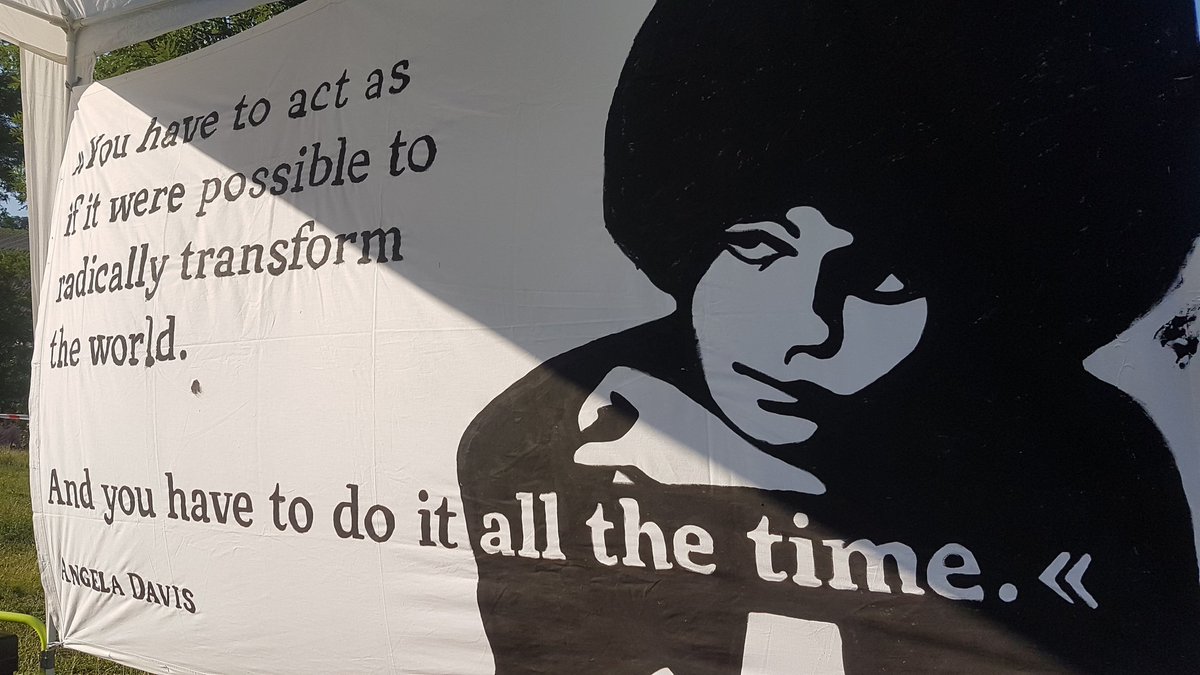 »You have to act as
if it were possible to
radically transform
the world.
And you have to do it all the time.«
ANGELA DAVIS